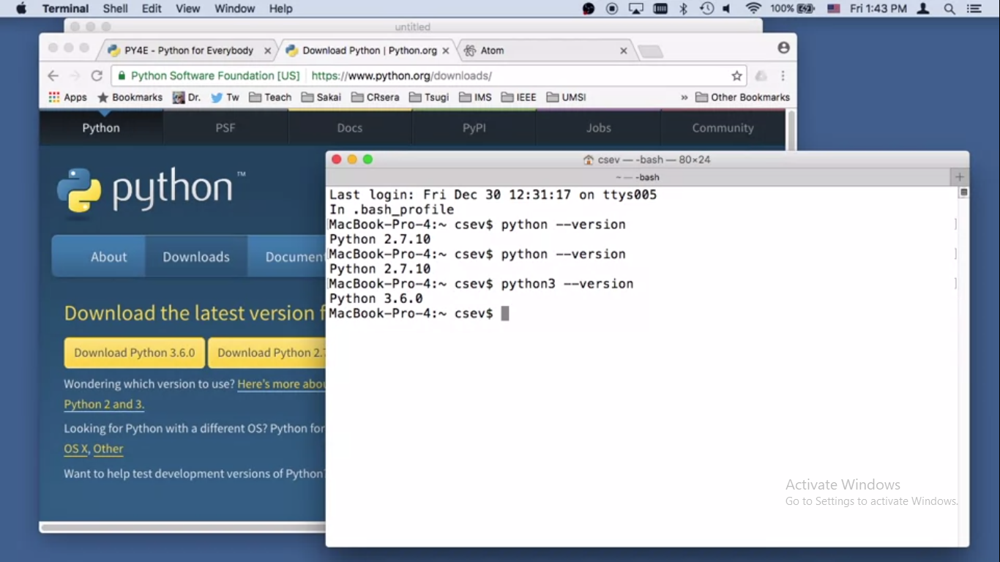 Terminal Shell Edit View Window Help 100% Fri 1:43 PM
untitled
PY4E - Python for Everybody Download Python | Python.org Atom
Python Software Foundation [US] https://www.python.org/downloads/
Apps Bookmarks Dr. Tw Teach Sakai CRsera Tsugi IMS IEEE UMSI » Other Bookmarks
Python PSF Docs PyPI Jobs Community
python™
About Downloads Document
Download the latest version f
Download Python 3.6.0 Download Python 2.7
Wondering which version to use? Here's more abou
Python 2 and 3.
Looking for Python with a different OS? Python for
OS X, Other
Want to help test development versions of Python?
csev — -bash — 80×24
~ — -bash
Last login: Fri Dec 30 12:31:17 on ttys005
In .bash_profile
MacBook-Pro-4:~ csev$ python --version
Python 2.7.10
MacBook-Pro-4:~ csev$ python --version
Python 2.7.10
MacBook-Pro-4:~ csev$ python3 --version
Python 3.6.0
MacBook-Pro-4:~ csev$
Activate Windows
Go to Settings to activate Windows.